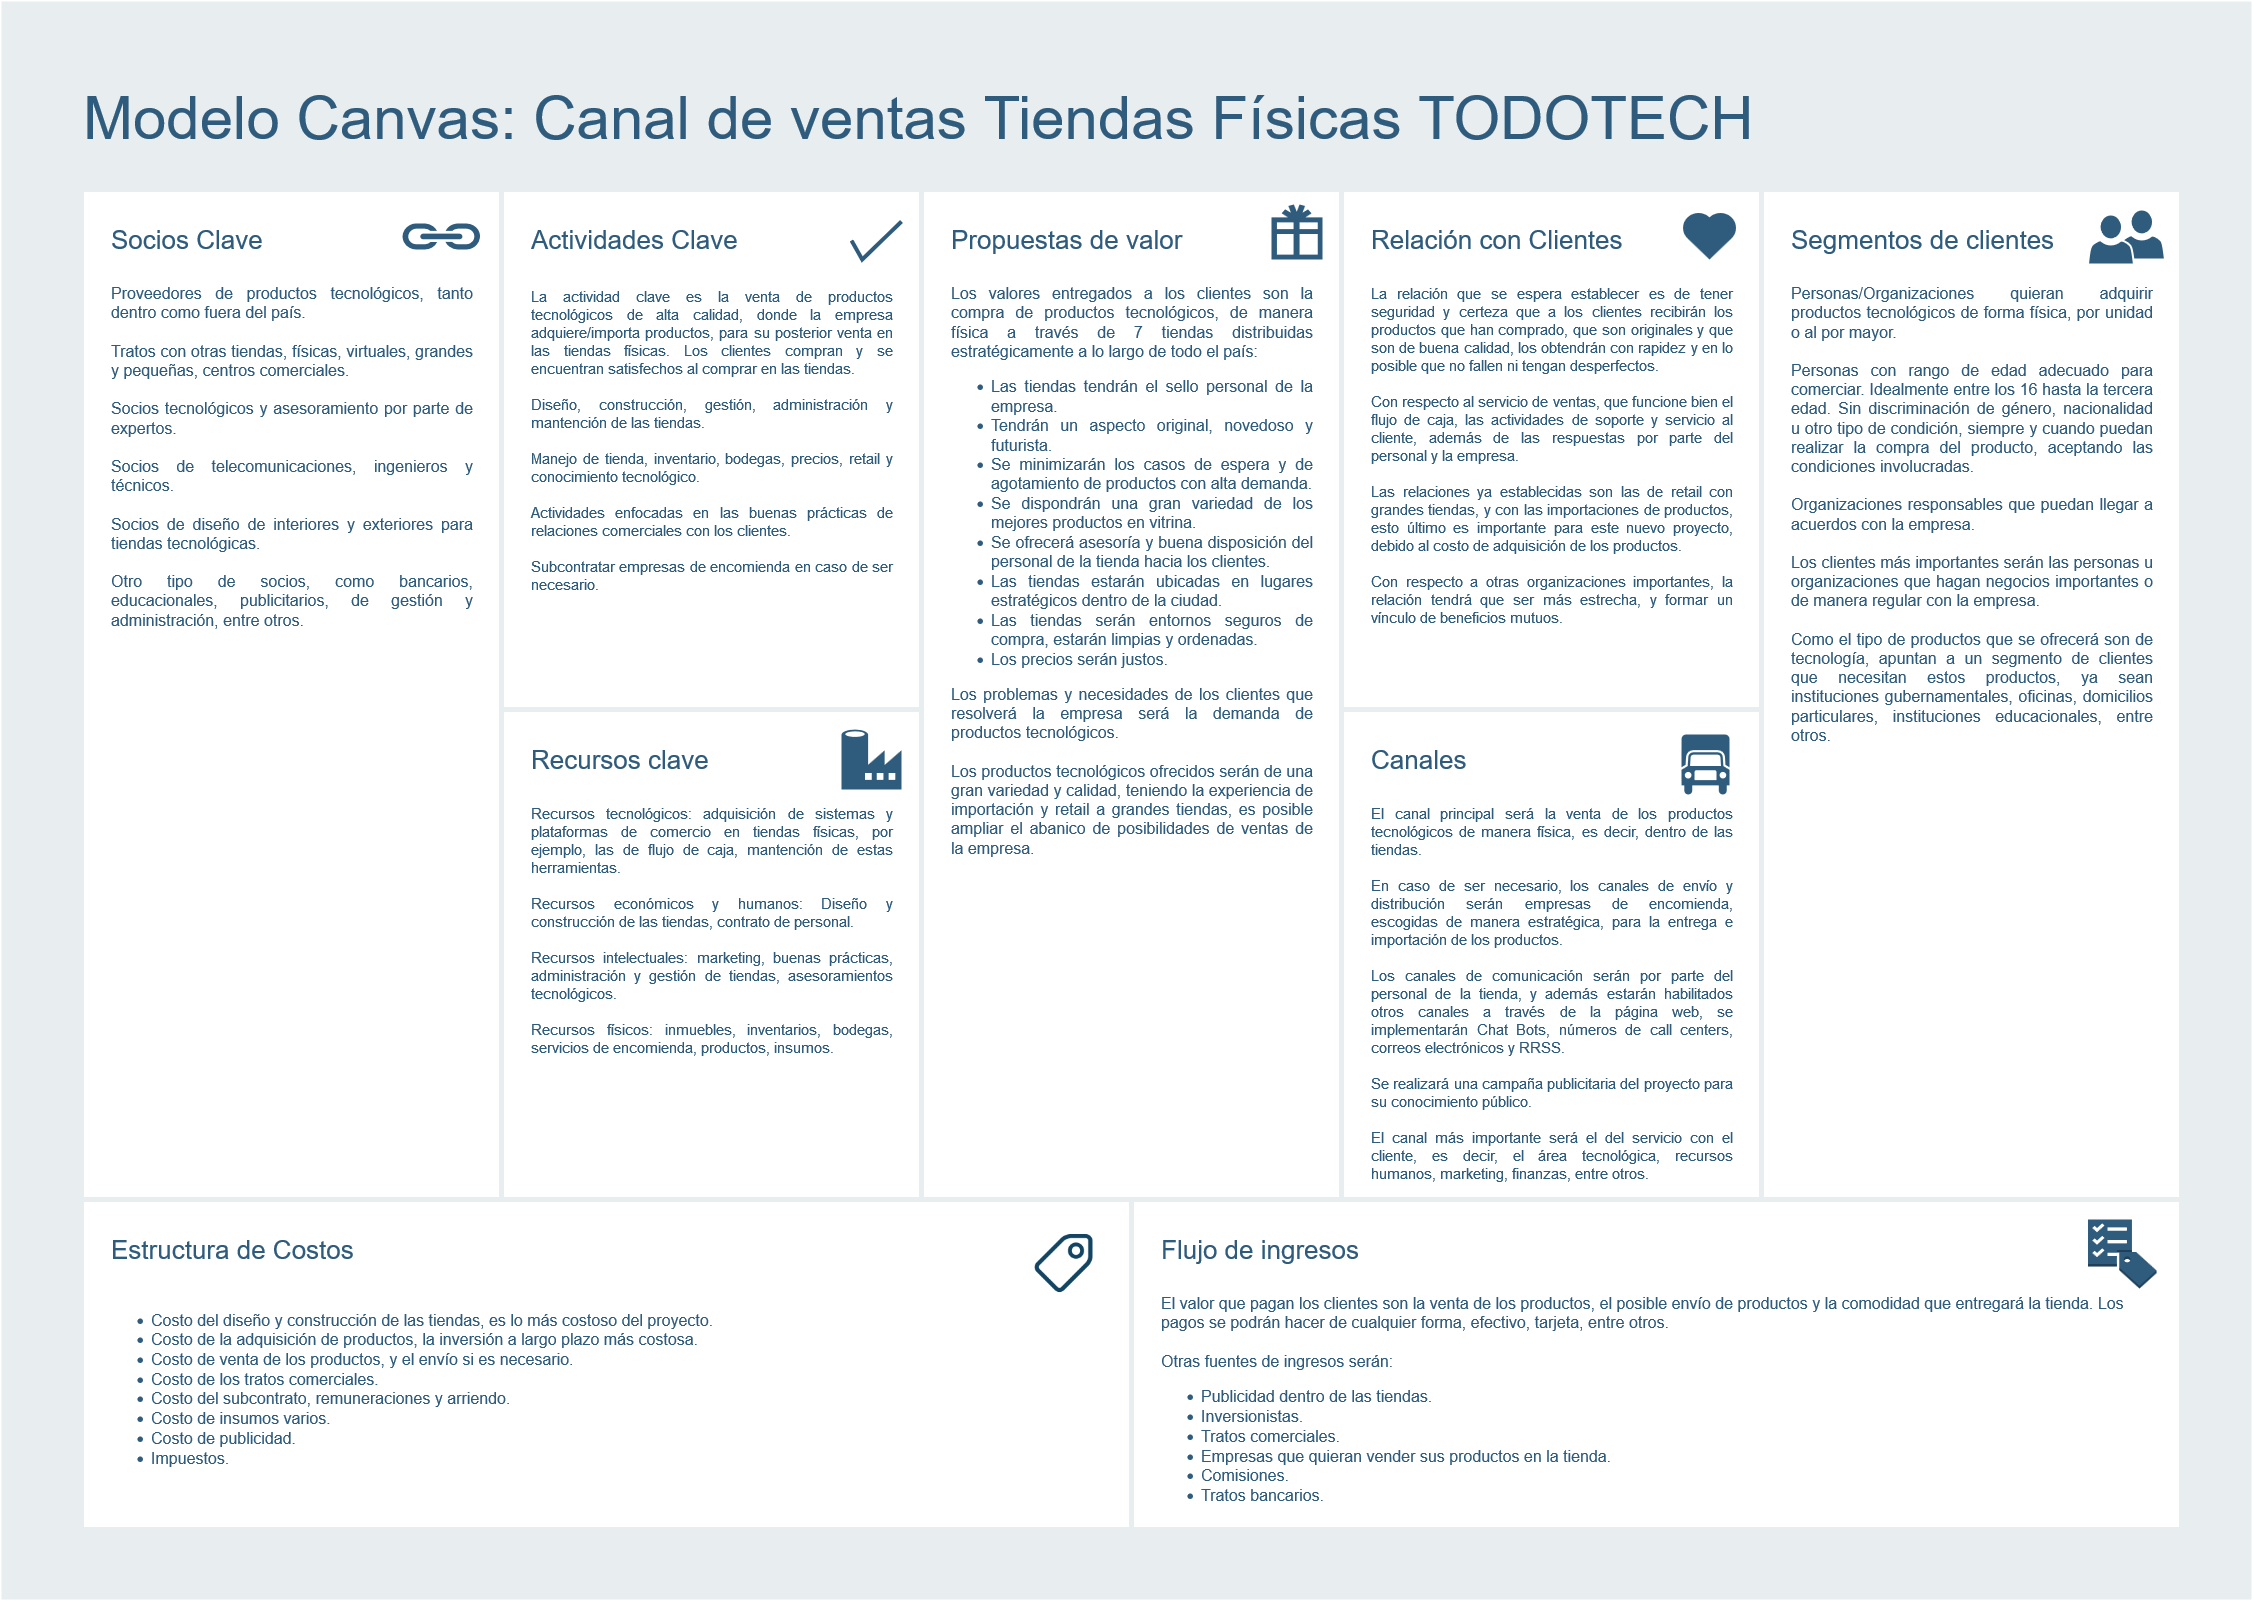 Modelo Canvas: Canal de ventas Tiendas Físicas TODOTECH
Socios Clave
Proveedores de productos tecnológicos, tanto
dentro como fuera del país.
Tratos con otras tiendas, físicas, virtuales, grandes
y pequeñas, centros comerciales.
Socios tecnológicos y asesoramiento por parte de
expertos.
Socios de telecomunicaciones, ingenieros y
técnicos.
Socios de diseño de interiores y exteriores para
tiendas tecnológicas.
Otro tipo de socios, como bancarios,
educacionales, publicitarios, de gestión y
administración, entre otros.
Actividades Clave
La actividad clave es la venta de productos
tecnológicos de alta calidad, donde la empresa
adquiere/importa productos, para su posterior venta en
las tiendas físicas. Los clientes compran y se
encuentran satisfechos al comprar en las tiendas.
Diseño, construcción, gestión, administración y
mantención de las tiendas.
Manejo de tienda, inventario, bodegas, precios, retail y
conocimiento tecnológico.
Actividades enfocadas en las buenas prácticas de
relaciones comerciales con los clientes.
Subcontratar empresas de encomienda en caso de ser
necesario.
Recursos clave
Recursos tecnológicos: adquisición de sistemas y
plataformas de comercio en tiendas físicas, por
ejemplo, las de flujo de caja, mantención de estas
herramientas.
Recursos económicos y humanos: Diseño y
construcción de las tiendas, contrato de personal.
Recursos intelectuales: marketing, buenas prácticas,
administración y gestión de tiendas, asesoramientos
tecnológicos.
Recursos físicos: inmuebles, inventarios, bodegas,
servicios de encomienda, productos, insumos.
Propuestas de valor
Los valores entregados a los clientes son la
compra de productos tecnológicos, de manera
física a través de 7 tiendas distribuidas
estratégicamente a lo largo de todo el país:
• Las tiendas tendrán el sello personal de la
empresa.
• Tendrán un aspecto original, novedoso y
futurista.
• Se minimizarán los casos de espera y de
agotamiento de productos con alta demanda.
• Se dispondrán una gran variedad de los
mejores productos en vitrina.
• Se ofrecerá asesoría y buena disposición del
personal de la tienda hacia los clientes.
• Las tiendas estarán ubicadas en lugares
estratégicos dentro de la ciudad.
• Las tiendas serán entornos seguros de
compra, estarán limpias y ordenadas.
• Los precios serán justos.
Los problemas y necesidades de los clientes que
resolverá la empresa será la demanda de
productos tecnológicos.
Los productos tecnológicos ofrecidos serán de una
gran variedad y calidad, teniendo la experiencia de
importación y retail a grandes tiendas, es posible
ampliar el abanico de posibilidades de ventas de
la empresa.
Relación con Clientes
La relación que se espera establecer es de tener
seguridad y certeza que a los clientes recibirán los
productos que han comprado, que son originales y que
son de buena calidad, los obtendrán con rapidez y en lo
posible que no fallen ni tengan desperfectos.
Con respecto al servicio de ventas, que funcione bien el
flujo de caja, las actividades de soporte y servicio al
cliente, además de las respuestas por parte del
personal y la empresa.
Las relaciones ya establecidas son las de retail con
grandes tiendas, y con las importaciones de productos,
esto último es importante para este nuevo proyecto,
debido al costo de adquisición de los productos.
Con respecto a otras organizaciones importantes, la
relación tendrá que ser más estrecha, y formar un
vínculo de beneficios mutuos.
Canales
El canal principal será la venta de los productos
tecnológicos de manera física, es decir, dentro de las
tiendas.
En caso de ser necesario, los canales de envío y
distribución serán empresas de encomienda,
escogidas de manera estratégica, para la entrega e
importación de los productos.
Los canales de comunicación serán por parte del
personal de la tienda, y además estarán habilitados
otros canales a través de la página web, se
implementarán Chat Bots, números de call centers,
correos electrónicos y RRSS.
Se realizará una campaña publicitaria del proyecto para
su conocimiento público.
El canal más importante será el del servicio con el
cliente, es decir, el área tecnológica, recursos
humanos, marketing, finanzas, entre otros.
Segmentos de clientes
Personas/Organizaciones quieran adquirir
productos tecnológicos de forma física, por unidad
o al por mayor.
Personas con rango de edad adecuado para
comerciar. Idealmente entre los 16 hasta la tercera
edad. Sin discriminación de género, nacionalidad
u otro tipo de condición, siempre y cuando puedan
realizar la compra del producto, aceptando las
condiciones involucradas.
Organizaciones responsables que puedan llegar a
acuerdos con la empresa.
Los clientes más importantes serán las personas u
organizaciones que hagan negocios importantes o
de manera regular con la empresa.
Como el tipo de productos que se ofrecerá son de
tecnología, apuntan a un segmento de clientes
que necesitan estos productos, ya sean
instituciones gubernamentales, oficinas, domicilios
particulares, instituciones educacionales, entre
otros.
Estructura de Costos
• Costo del diseño y construcción de las tiendas, es lo más costoso del proyecto.
• Costo de la adquisición de productos, la inversión a largo plazo más costosa.
• Costo de venta de los productos, y el envío si es necesario.
• Costo de los tratos comerciales.
• Costo del subcontrato, remuneraciones y arriendo.
• Costo de insumos varios.
• Costo de publicidad.
• Impuestos.
Flujo de ingresos
El valor que pagan los clientes son la venta de los productos, el posible envío de productos y la comodidad que entregará la tienda. Los
pagos se podrán hacer de cualquier forma, efectivo, tarjeta, entre otros.
Otras fuentes de ingresos serán:
• Publicidad dentro de las tiendas.
• Inversionistas.
• Tratos comerciales.
• Empresas que quieran vender sus productos en la tienda.
• Comisiones.
• Tratos bancarios.